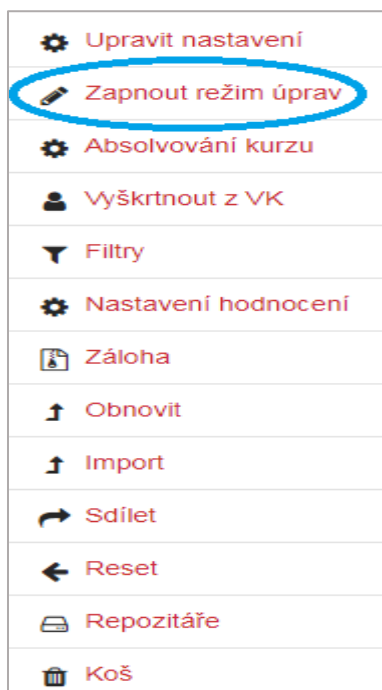 Upravit nastavení
Zapnout režim úprav
Absolvování kurzu
Vyškrtnout z VK
Filtry
Nastavení hodnocení
Záloha
Obnovit
Import
Sdílet
Reset
Repozitáře
Koš